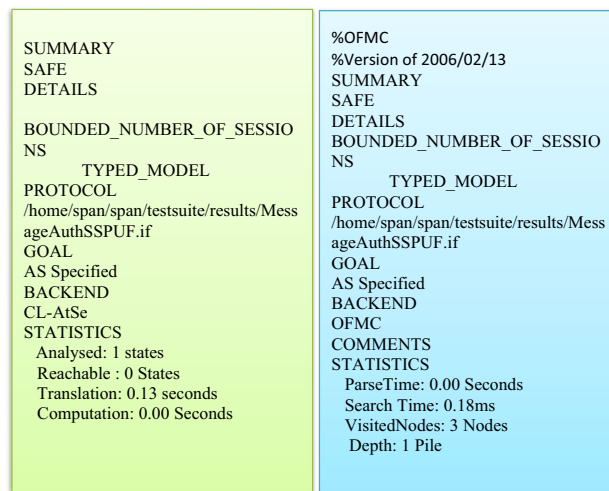 SUMMARY
SAFE
DETAILS
BOUNDED_NUMBER_OF_SESSIO
NS
TYPED_MODEL
PROTOCOL
/home/span/span/testsuite/results/Mess
ageAuthSSPUF.if
GOAL
AS Specified
BACKEND
CL-AtSe
STATISTICS
Analysed: 1 states
Reachable : 0 States
Translation: 0.13 seconds
Computation: 0.00 Seconds
%OFMC
%Version of 2006/02/13
SUMMARY
SAFE
DETAILS
BOUNDED_NUMBER_OF_SESSIO
NS
TYPED_MODEL
PROTOCOL
/home/span/span/testsuite/results/Mess
ageAuthSSPUF.if
GOAL
AS Specified
BACKEND
OFMC
COMMENTS
STATISTICS
ParseTime: 0.00 Seconds
Search Time: 0.18ms
VisitedNodes: 3 Nodes
Depth: 1 Pile